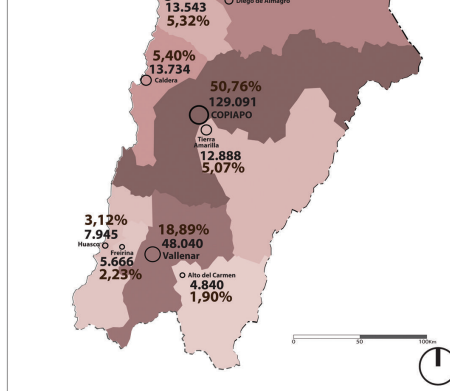 Diego de Almagro
13.543
5,32%
5,40%
13.734
Caldera
50,76%
129.091
COPIAPO
Tierra
Amarilla
12.888
5,07%
3,12%
7.945
Huasco
Freirina
5.666
2,23%
18,89%
48.040
Vallenar
Alto del Carmen
4.840
1,90%
0 50 100Km